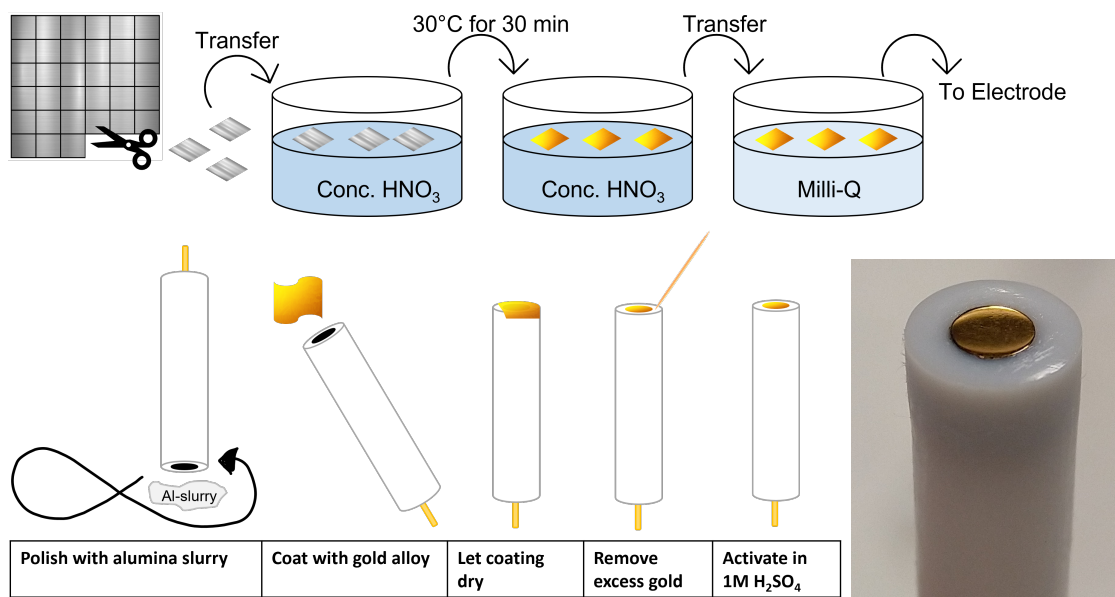 Transfer
30°C for 30 min
Transfer
To Electrode
Conc. HNO₃
Conc. HNO₃
Milli-Q
Al-slurry
Polish with alumina slurry
Coat with gold alloy
Let coating
dry
Remove
excess gold
Activate in
1M H₂SO₄